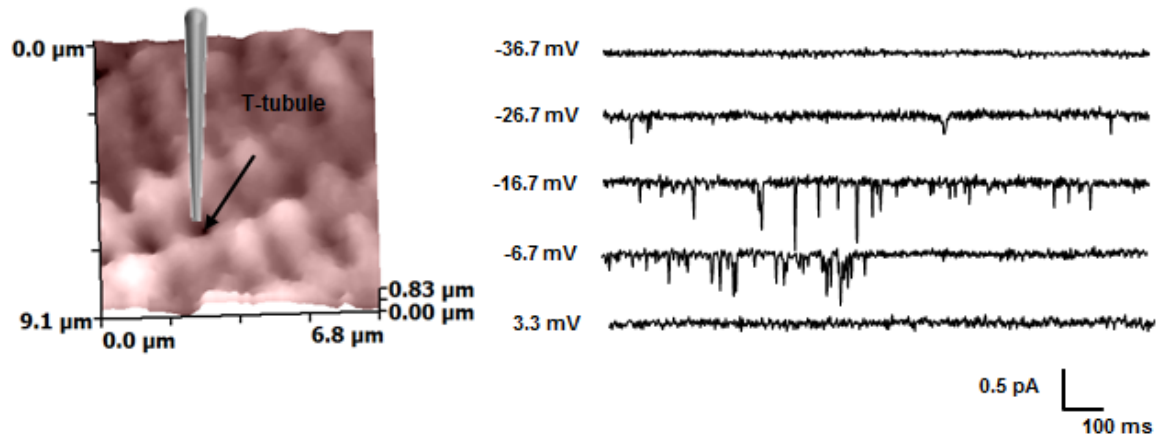 0.0 µm
T-tubule
9.1 µm
0.0 µm
6.8 µm
0.83 µm
0.00 µm
-36.7 mV
-26.7 mV
-16.7 mV
-6.7 mV
3.3 mV
0.5 pA
100 ms